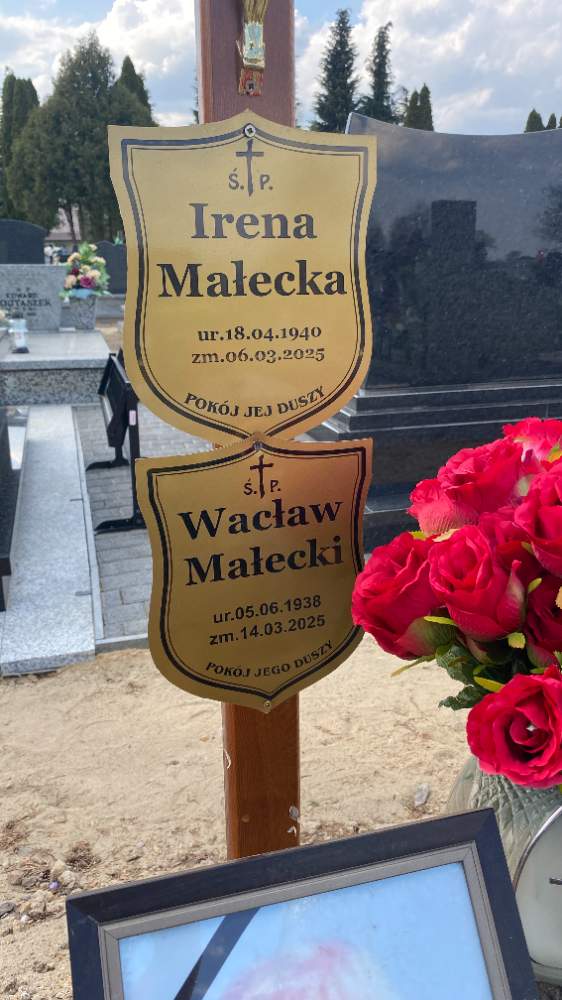 Ś. P.
Irena
Małecka
ur.18.04.1940
zm.06.03.2025
POKÓJ JEJ DUSZY
Ś. P.
Wacław
Małecki
ur.05.06.1938
zm.14.03.2025
POKÓJ JEGO DUSZY
EDWARD